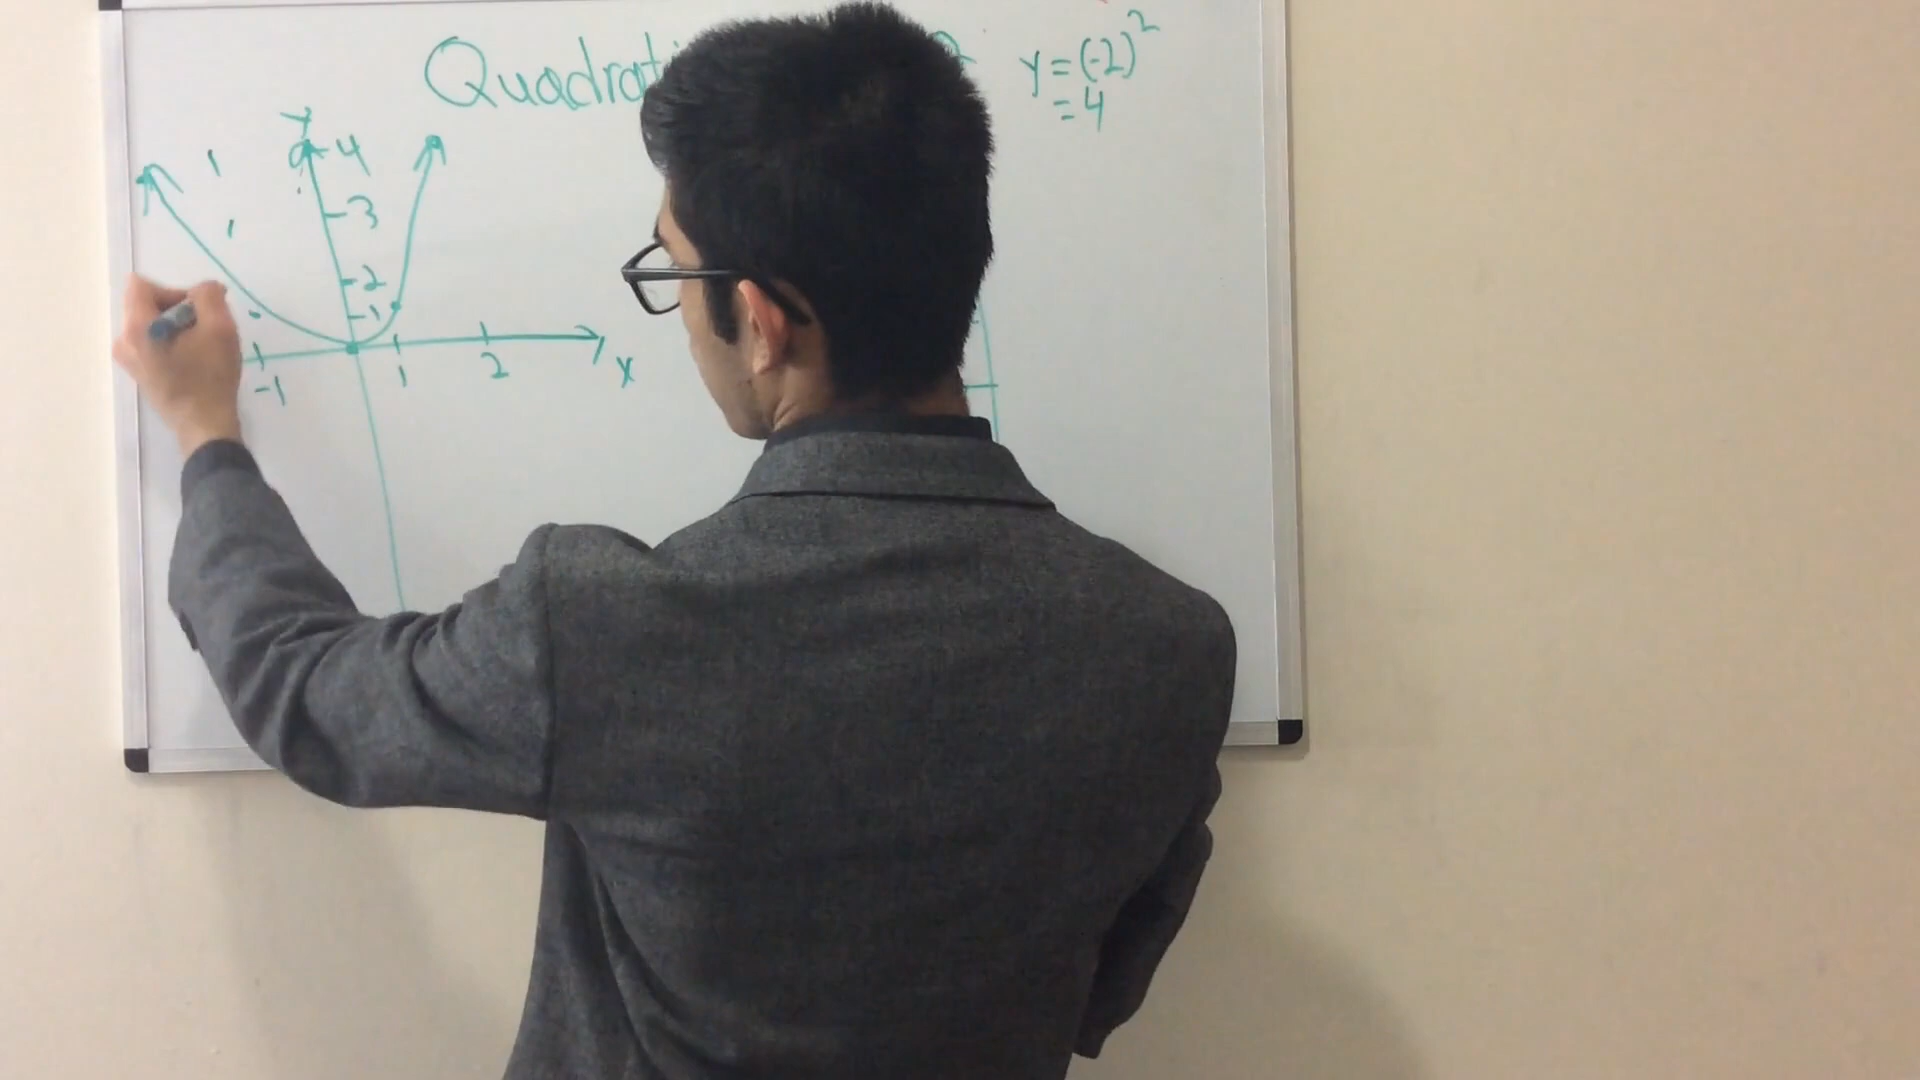 Quadrat
y = (-2)²
= 4
y
4
3
2
1
-1
1
2
x